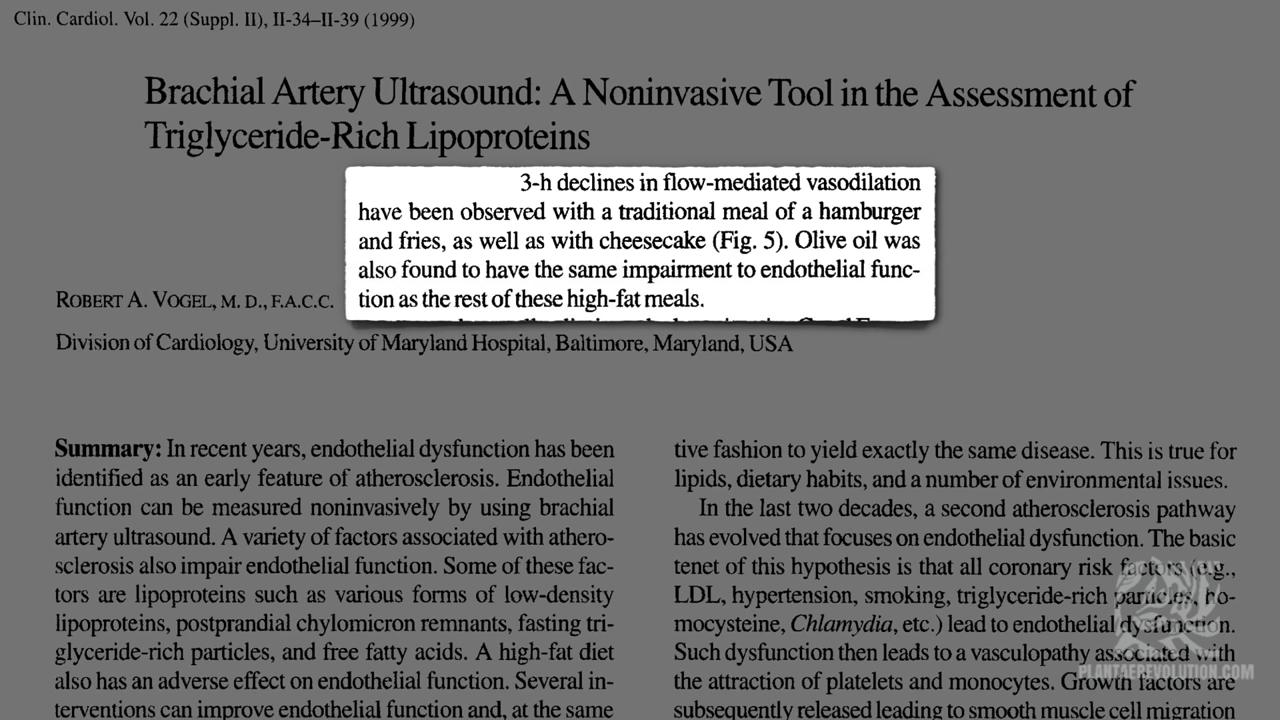 Clin. Cardiol. Vol. 22 (Suppl. II), II-34–II-39 (1999)
Brachial Artery Ultrasound: A Noninvasive Tool in the Assessment of
Triglyceride-Rich Lipoproteins
3-h declines in flow-mediated vasodilation
have been observed with a traditional meal of a hamburger
and fries, as well as with cheesecake (Fig. 5). Olive oil was
also found to have the same impairment to endothelial func-
tion as the rest of these high-fat meals.
ROBERT A. VOGEL, M. D., F.A.C.C.
Division of Cardiology, University of Maryland Hospital, Baltimore, Maryland, USA
Summary: In recent years, endothelial dysfunction has been
identified as an early feature of atherosclerosis. Endothelial
function can be measured noninvasively by using brachial
artery ultrasound. A variety of factors associated with athero-
sclerosis also impair endothelial function. Some of these fac-
tors are lipoproteins such as various forms of low-density
lipoproteins, postprandial chylomicron remnants, fasting tri-
glyceride-rich particles, and free fatty acids. A high-fat diet
also has an adverse effect on endothelial function. Several in-
terventions can improve endothelial function and, at the same
tive fashion to yield exactly the same disease. This is true for
lipids, dietary habits, and a number of environmental issues.
In the last two decades, a second atherosclerosis pathway
has evolved that focuses on endothelial dysfunction. The basic
tenet of this hypothesis is that all coronary risk factors (e.g.,
LDL, hypertension, smoking, triglyceride-rich particles, ho-
mocysteine, Chlamydia, etc.) lead to endothelial dysfunction.
Such dysfunction then leads to a vasculopathy associated with
the attraction of platelets and monocytes. Growth factors are
subsequently released leading to smooth muscle cell migration
PLANTAEREVOLUTION.COM